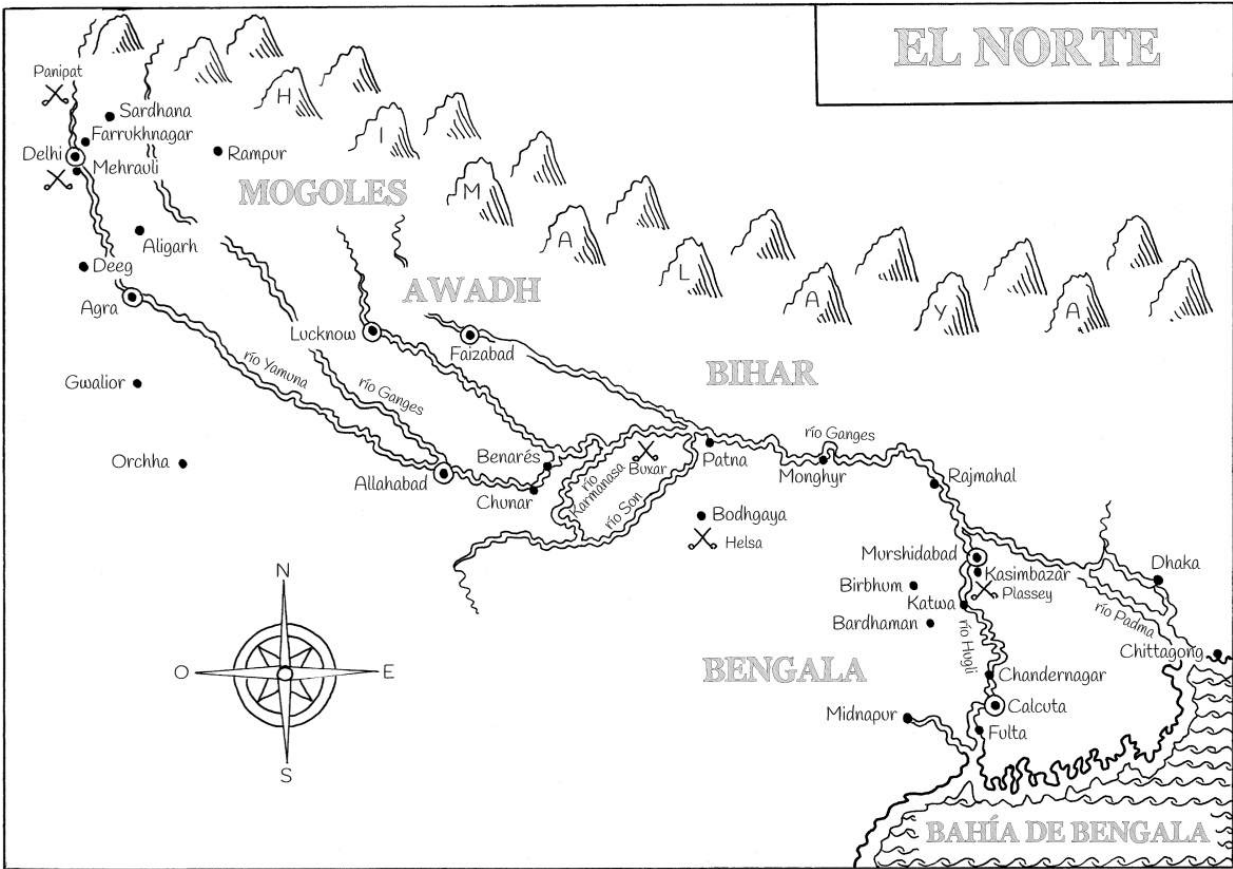 EL NORTE
Panipat
Sardhana
Farrukhnagar
Delhi
Mehrauli
Rampur
H
I
M
A
L
A
Y
A
MOGOLES
Aligarh
Deeg
Agra
AWADH
Lucknow
Faizabad
río Yamuna
río Ganges
Gwalior
BIHAR
Orchha
Allahabad
Benarés
Chunar
río
Karmanasa
Buxar
río Son
Patna
río Ganges
Monghyr
Rajmahal
Bodhgaya
Helsa
Murshidabad
Kasimbazar
Plassey
Birbhum
Katwa
Bardhaman
río Hugli
Dhaka
río Padma
Chittagong
BENGALA
Chandernagar
Calcuta
Midnapur
Fulta
N
O
E
S
BAHÍA DE BENGALA